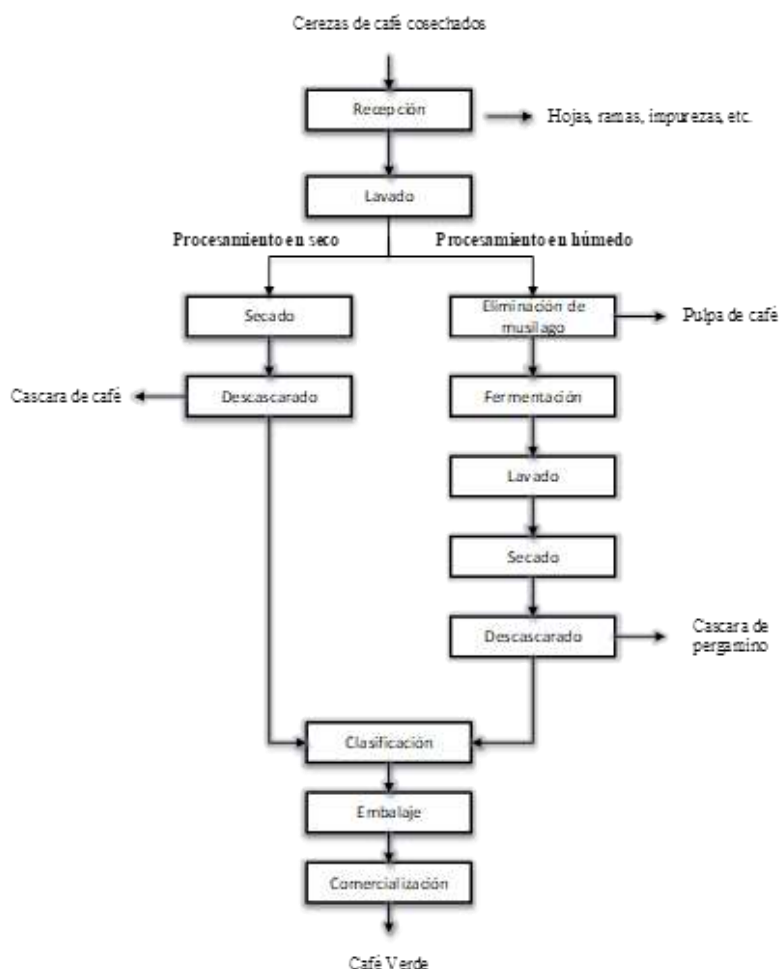 Cerezas de café cosechados
Recepción
Hojas, ramas, impurezas, etc.
Lavado
Procesamiento en seco
Procesamiento en húmedo
Secado
Eliminación de
musílago
Pulpa de café
Cascara de café
Descascarado
Fermentación
Lavado
Secado
Descascarado
Cascara de
pergamino
Clasificación
Embalaje
Comercialización
Café Verde